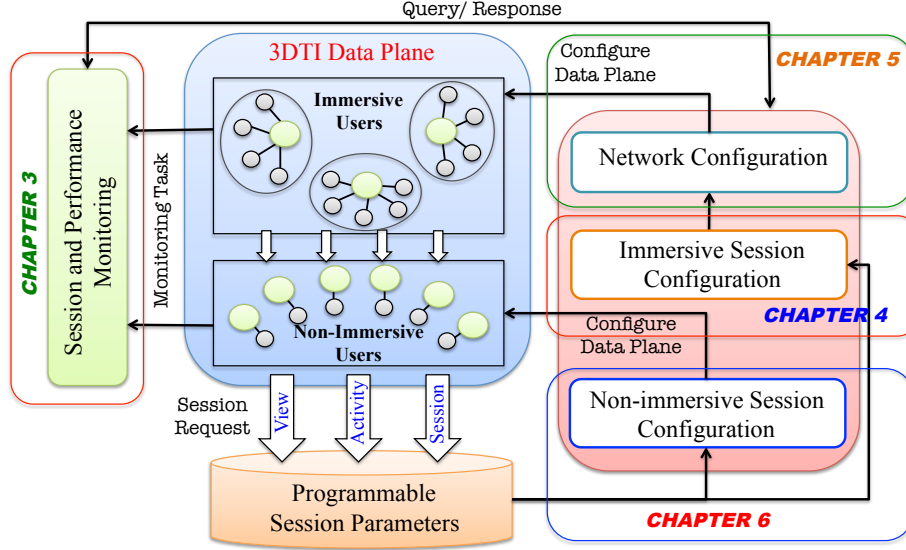 Query/ Response
3DTI Data Plane
Configure
Data Plane
CHAPTER 5
Immersive
Users
Network Configuration
CHAPTER 3
Session and Performance
Monitoring
Monitoring Task
Immersive Session
Configuration
CHAPTER 4
Non-Immersive
Users
Configure
Data Plane
Session
Request
View
Activity
Session
Non-immersive Session
Configuration
Programmable
Session Parameters
CHAPTER 6